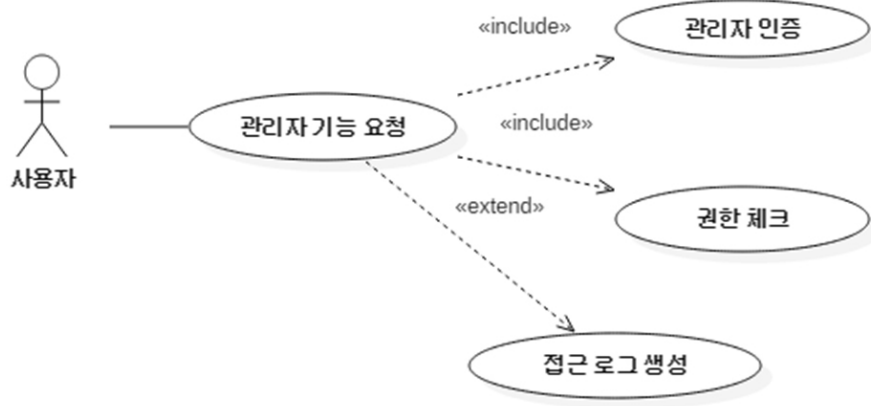 «include»
관리자 인증
관리자 기능 요청
«include»
사용자
«extend»
권한 체크
접근 로그 생성